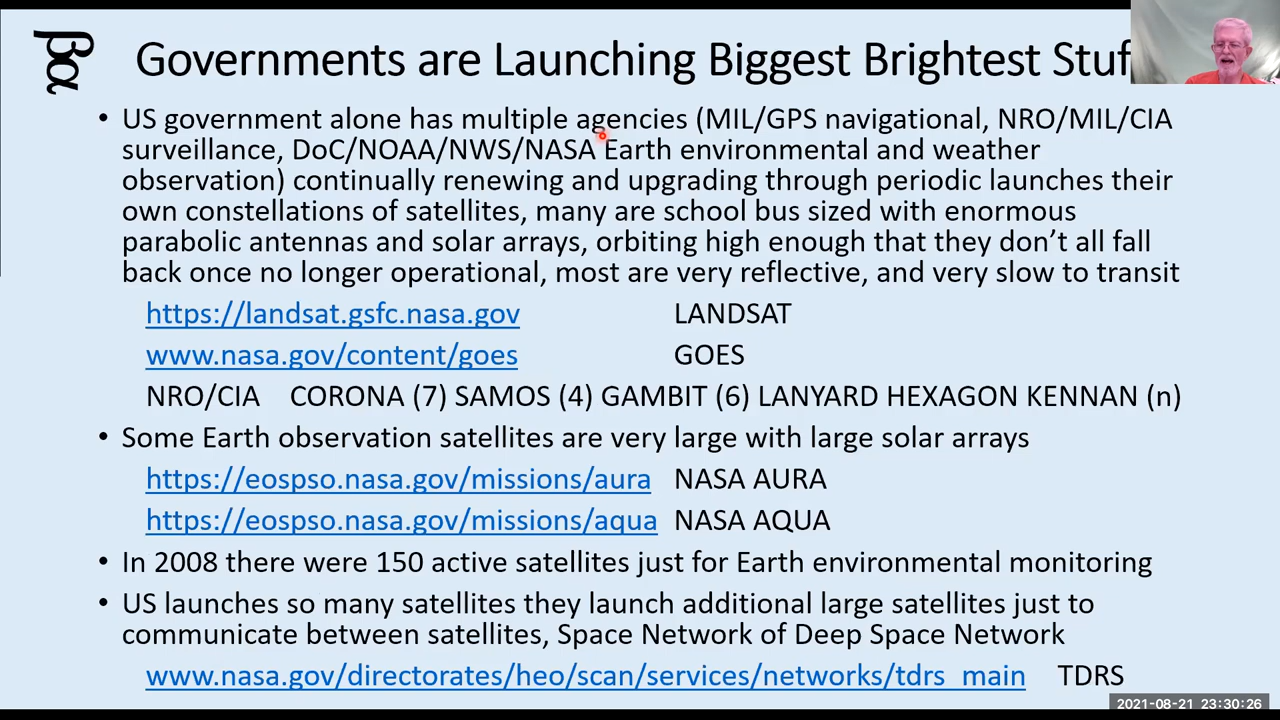 Governments are Launching Biggest Brightest Stuf
• US government alone has multiple agencies (MIL/GPS navigational, NRO/MIL/CIA
surveillance, DoC/NOAA/NWS/NASA Earth environmental and weather
observation) continually renewing and upgrading through periodic launches their
own constellations of satellites, many are school bus sized with enormous
parabolic antennas and solar arrays, orbiting high enough that they don’t all fall
back once no longer operational, most are very reflective, and very slow to transit
https://landsat.gsfc.nasa.gov LANDSAT
www.nasa.gov/content/goes GOES
NRO/CIA CORONA (7) SAMOS (4) GAMBIT (6) LANYARD HEXAGON KENNAN (n)
• Some Earth observation satellites are very large with large solar arrays
https://eospso.nasa.gov/missions/aura NASA AURA
https://eospso.nasa.gov/missions/aqua NASA AQUA
• In 2008 there were 150 active satellites just for Earth environmental monitoring
• US launches so many satellites they launch additional large satellites just to
communicate between satellites, Space Network of Deep Space Network
www.nasa.gov/directorates/heo/scan/services/networks/tdrs_main TDRS
2021-08-21 23:30:26